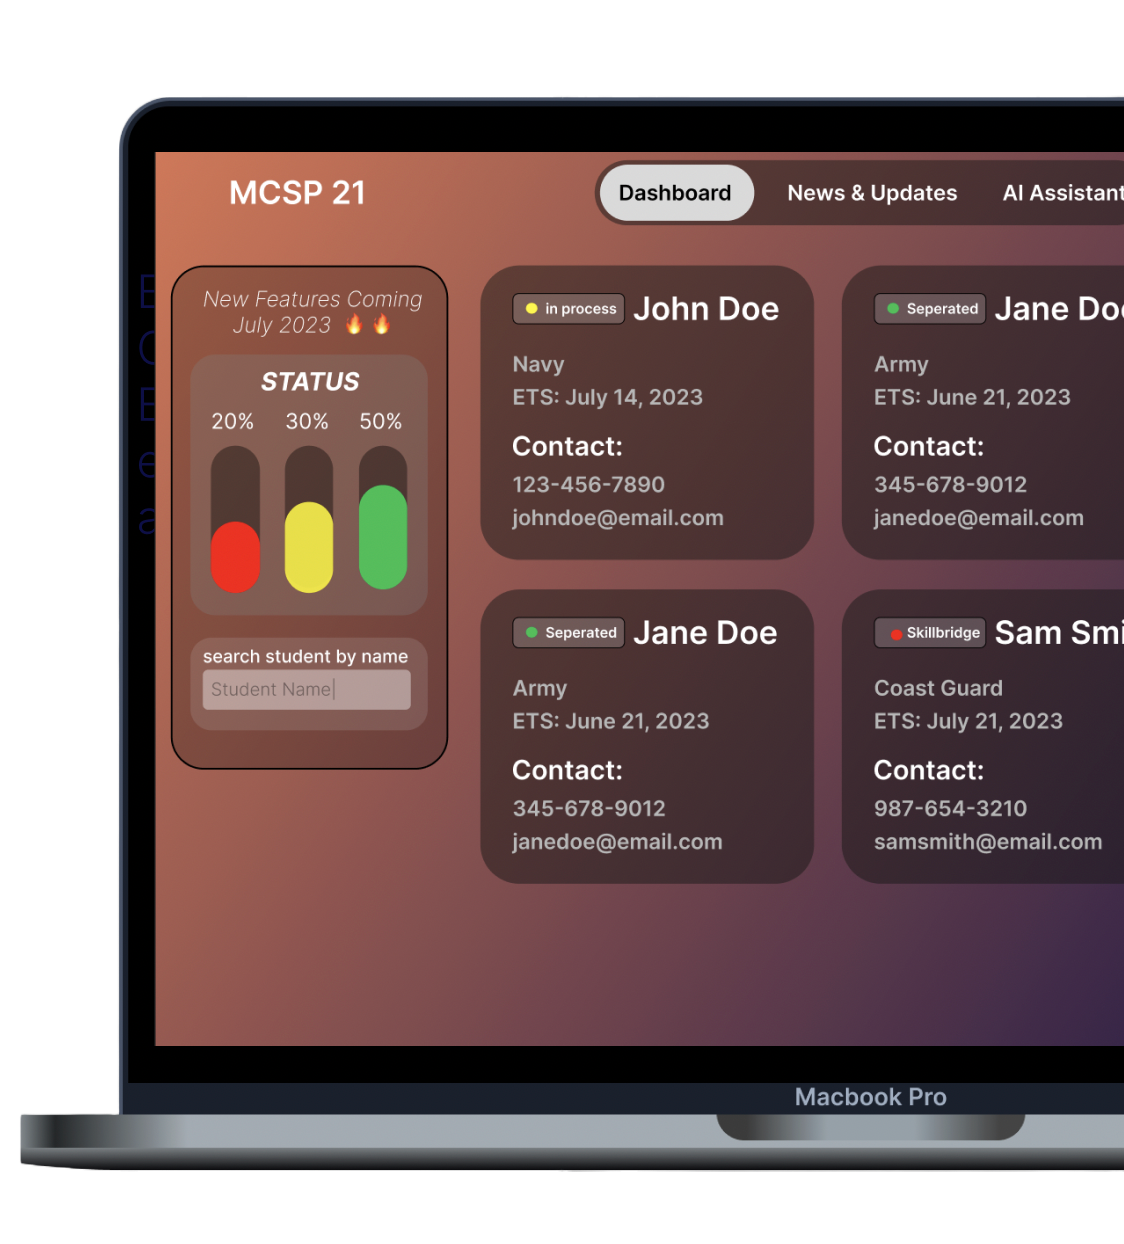 MCSP 21
Dashboard
News & Updates
AI Assistant
New Features Coming
July 2023 🔥🔥
STATUS
20% 30% 50%
search student by name
Student Name
in process
John Doe
Navy
ETS: July 14, 2023
Contact:
123-456-7890
johndoe@email.com
Seperated
Jane
Army
ETS: June 21, 2023
Contact:
345-678-9012
janedoe@email.com
Seperated
Jane Doe
Army
ETS: June 21, 2023
Contact:
345-678-9012
janedoe@email.com
Skillbridge
Sam
Coast Guard
ETS: July 21, 2023
Contact:
987-654-3210
samsmith@email.com
Macbook Pro